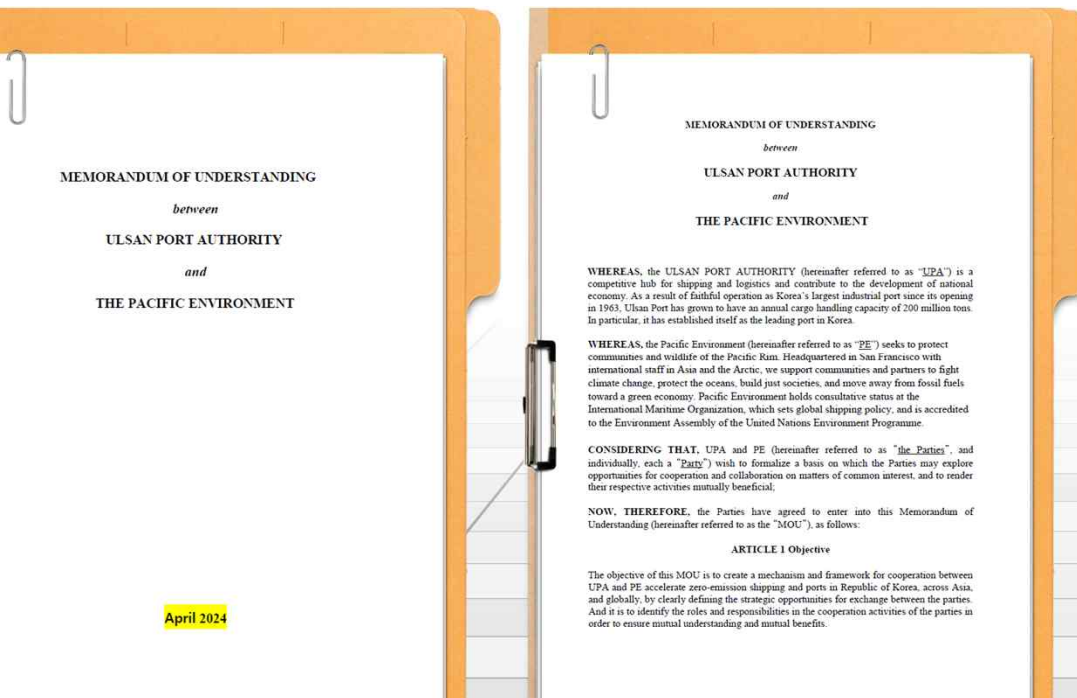 MEMORANDUM OF UNDERSTANDING
between
ULSAN PORT AUTHORITY
and
THE PACIFIC ENVIRONMENT
April 2024
MEMORANDUM OF UNDERSTANDING
between
ULSAN PORT AUTHORITY
and
THE PACIFIC ENVIRONMENT
WHEREAS, the ULSAN PORT AUTHORITY (hereinafter referred to as “UPA”) is a
competitive hub for shipping and logistics and contribute to the development of national
economy. As a result of faithful operation as Korea’s largest industrial port since its opening
in 1963, Ulsan Port has grown to have an annual cargo handling capacity of 200 million tons.
In particular, it has established itself as the leading port in Korea.
WHEREAS, the Pacific Environment (hereinafter referred to as “PE”) seeks to protect
communities and wildlife of the Pacific Rim. Headquartered in San Francisco with
international staff in Asia and the Arctic, we support communities and partners to fight
climate change, protect the oceans, build just societies, and move away from fossil fuels
toward a green economy. Pacific Environment holds consultative status at the
International Maritime Organization, which sets global shipping policy, and is accredited
to the Environment Assembly of the United Nations Environment Programme.
CONSIDERING THAT, UPA and PE (hereinafter referred to as “the Parties”, and
individually, each a “Party”) wish to formalize a basis on which the Parties may explore
opportunities for cooperation and collaboration on matters of common interest, and to render
their respective activities mutually beneficial;
NOW, THEREFORE, the Parties have agreed to enter into this Memorandum of
Understanding (hereinafter referred to as the “MOU”), as follows:
ARTICLE 1 Objective
The objective of this MOU is to create a mechanism and framework for cooperation between
UPA and PE accelerate zero-emission shipping and ports in Republic of Korea, across Asia,
and globally, by clearly defining the strategic opportunities for exchange between the parties.
And it is to identify the roles and responsibilities in the cooperation activities of the parties in
order to ensure mutual understanding and mutual benefits.